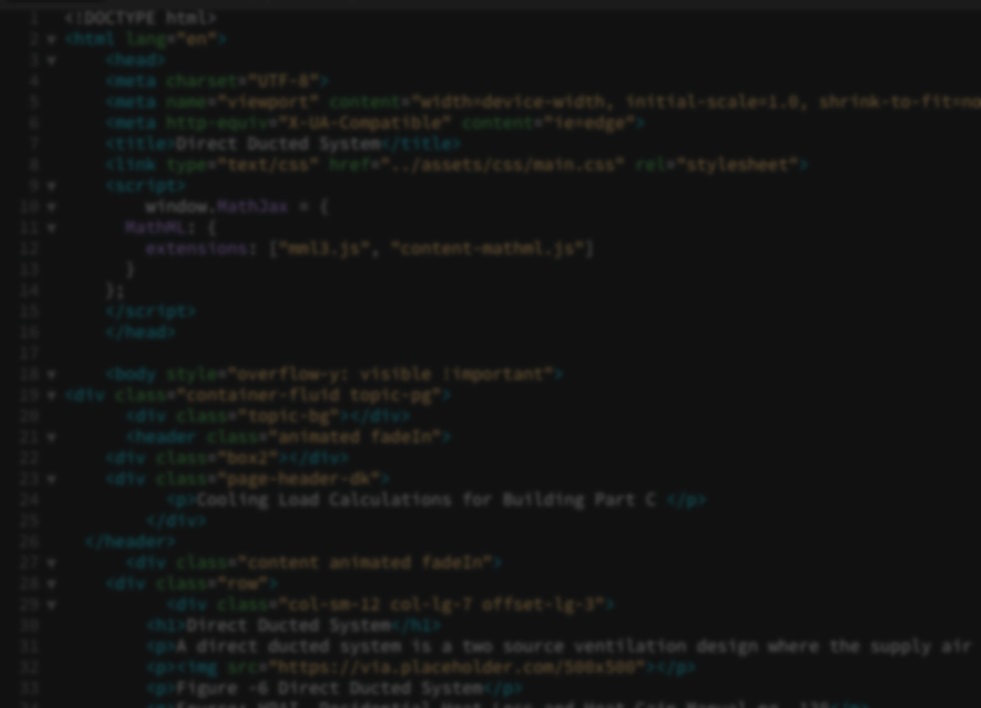 1 <!DOCTYPE html>
2 <html lang="en">
3 <head>
4 <meta charset="UTF-8">
5 <meta name="viewport" content="width=device-width, initial-scale=1.0, shrink-to-fit=no
6 <meta http-equiv="X-UA-Compatible" content="ie=edge">
7 <title>Direct Ducted System</title>
8 <link type="text/css" href="../assets/css/main.css" rel="stylesheet">
9 <script>
10 window.MathJax = {
11 MathML: {
12 extensions: ["mml3.js", "content-mathml.js"]
13 }
14 };
15 </script>
16 </head>
17
18 <body style="overflow-y: visible !important">
19 <div class="container-fluid topic-pg">
20 <div class="topic-bg"></div>
21 <header class="animated fadeIn">
22 <div class="box2"></div>
23 <div class="page-header-dk">
24 <p>Cooling Load Calculations for Building Part C </p>
25 </div>
26 </header>
27 <div class="content animated fadeIn">
28 <div class="row">
29 <div class="col-sm-12 col-lg-7 offset-lg-3">
30 <h1>Direct Ducted System</h1>
31 <p>A direct ducted system is a two source ventilation design where the supply air
32 <p><img src="https://via.placeholder.com/500x500"></p>
33 <p>Figure -6 Direct Ducted System</p>